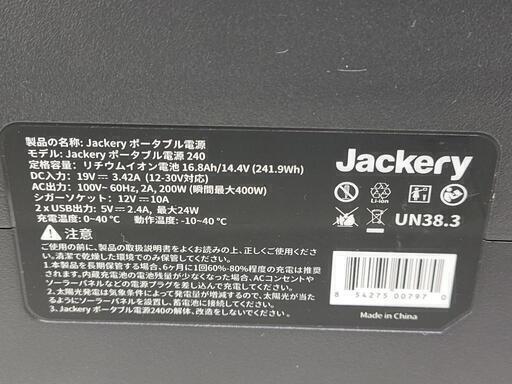 製品の名称: Jackery ポータブル電源
モデル: Jackery ポータブル電源 240
定格容量: リチウムイオン電池 16.8Ah/14.4V (241.9Wh)
DC入力: 19V⎓3.42A (12-30V対応)
AC出力: 100V~ 60Hz, 2A, 200W (瞬間最大400W)
シガーソケット: 12V⎓10A
2 x USB出力: 5V⎓2.4A, 最大24W
充電温度: 0~40 ℃ 動作温度: -10~40 ℃
注意
ご使用の前に、製品の取扱説明書をよくお読みの上、正しくご使用ください。
清潔で乾燥した環境でのみ保管してください。
1. 本製品を長期保管する場合、6ヶ月に1回60%-80%程度の充電は推奨
されます。内蔵充電池の電池残量が少なくなった場合、ACコンセントや
ソーラーパネルなどの電源プラグを差し込んで充電してください。
2. 太陽光発電は気象条件によって発電量が増減するので、太陽光が当た
るようにソーラーパネルを設置し、蓄電池に接続してください。
3. Jackery ポータブル電源240の解体、改造をしないでください。
Jackery
Li-ion
UN38.3
8 54275 00797 0
Made in China